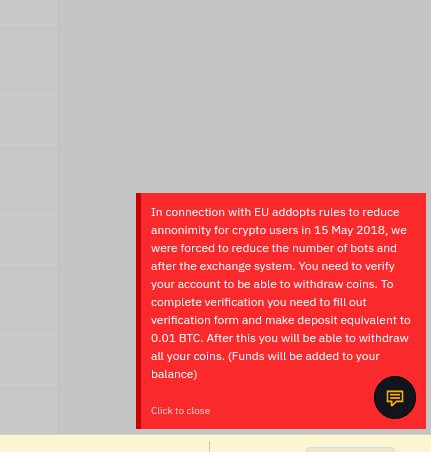 In connection with EU addopts rules to reduce
annonimity for crypto users in 15 May 2018, we
were forced to reduce the number of bots and
after the exchange system. You need to verify
your account to be able to withdraw coins. To
complete verification you need to fill out
verification form and make deposit equivalent to
0.01 BTC. After this you will be able to withdraw
all your coins. (Funds will be added to your
balance)
Click to close